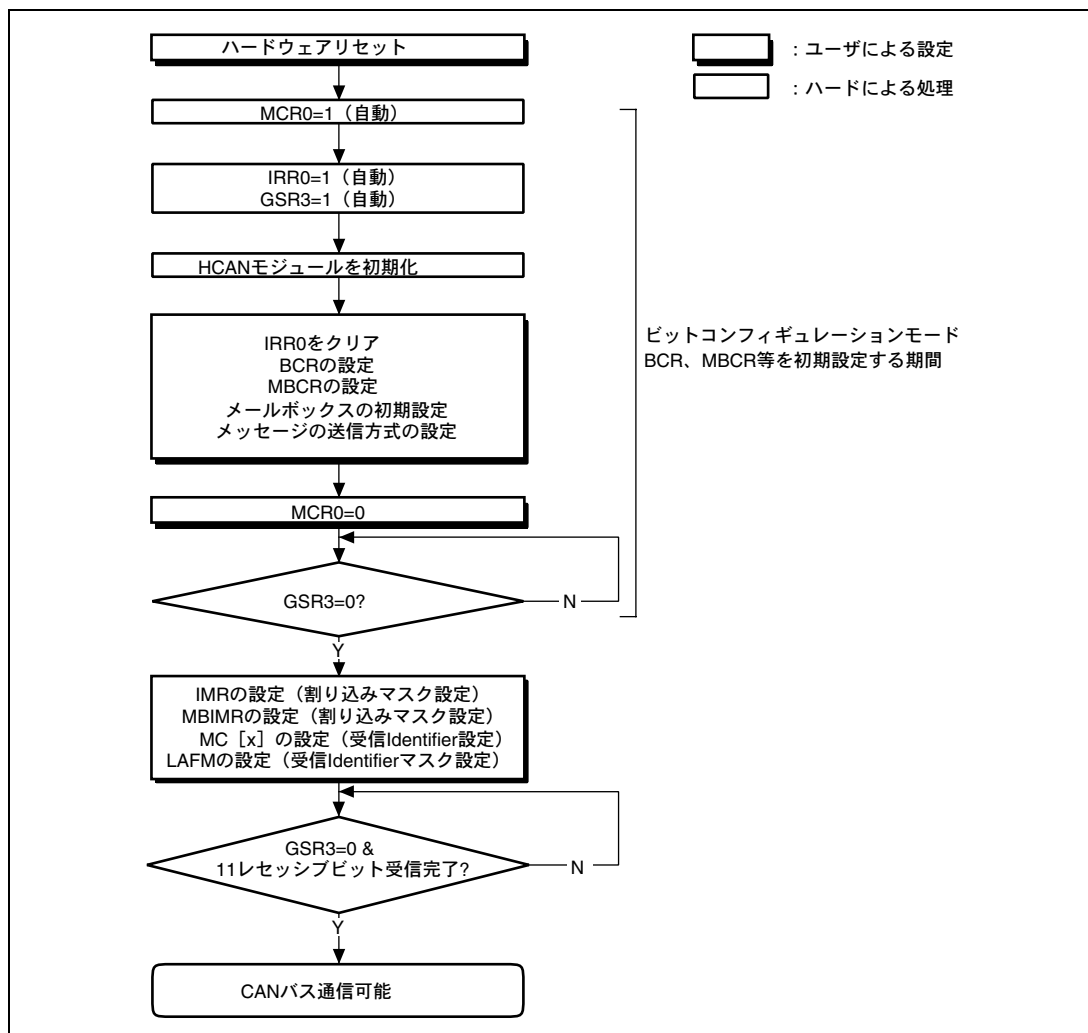 ハードウェアリセット
：ユーザによる設定
：ハードによる処理
MCR0=1（自動）
IRR0=1（自動）
GSR3=1（自動）
HCANモジュールを初期化
IRR0をクリア
BCRの設定
MBCRの設定
メールボックスの初期設定
メッセージの送信方式の設定
ビットコンフィギュレーションモード
BCR、MBCR等を初期設定する期間
MCR0=0
GSR3=0?
N
Y
IMRの設定（割り込みマスク設定）
MBIMRの設定（割り込みマスク設定）
MC［x］の設定（受信Identifier設定）
LAFMの設定（受信Identifierマスク設定）
GSR3=0 &
11レセッシブビット受信完了?
N
Y
CANバス通信可能